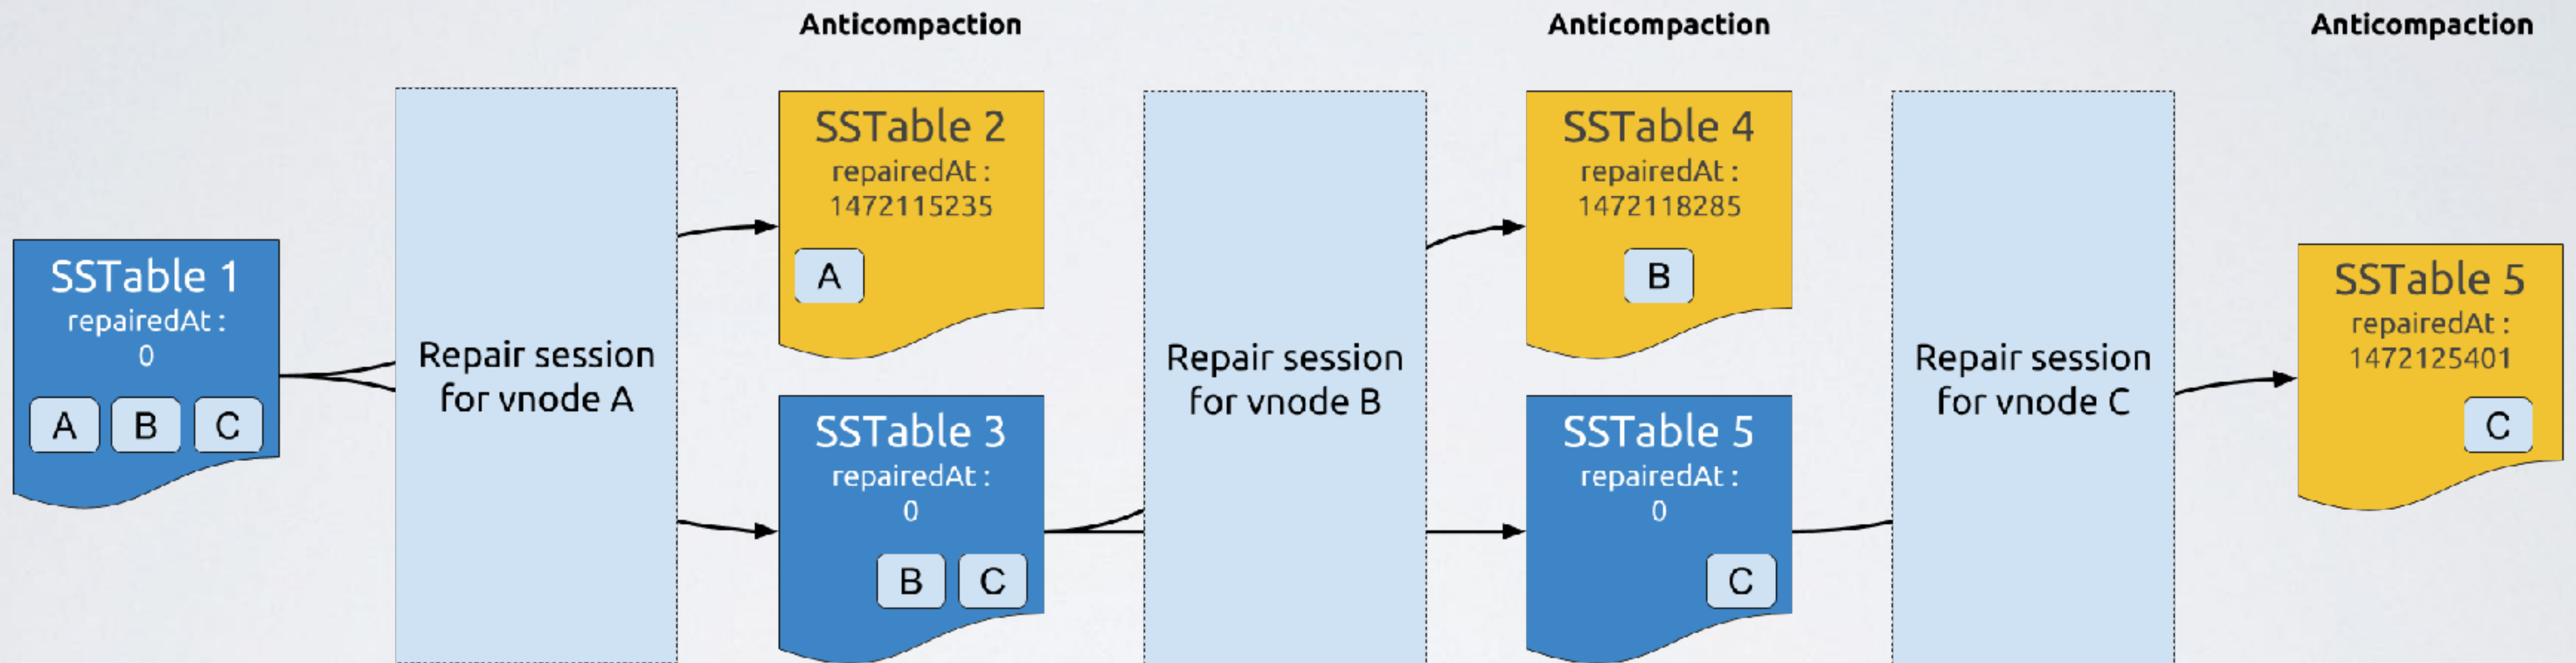 Anticompaction
Anticompaction
Anticompaction
SSTable 1
repairedAt :
0
A B C
Repair session
for vnode A
SSTable 2
repairedAt :
1472115235
A
SSTable 3
repairedAt :
0
B C
Repair session
for vnode B
SSTable 4
repairedAt :
1472118285
B
SSTable 5
repairedAt :
0
C
Repair session
for vnode C
SSTable 5
repairedAt :
1472125401
C